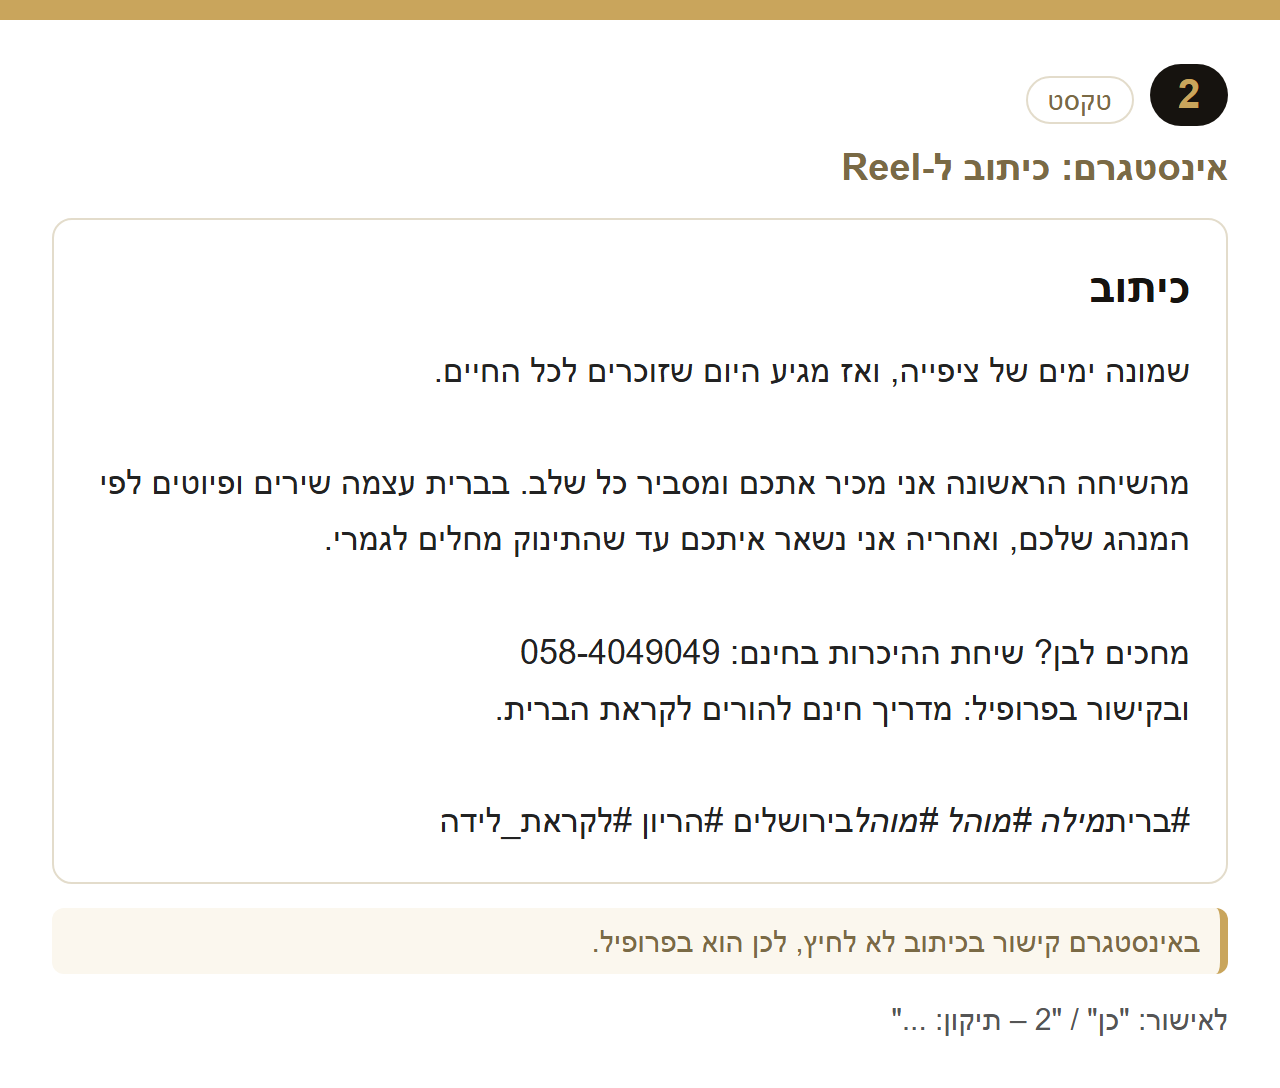 2
טקסט
אינסטגרם: כיתוב ל-Reel
כיתוב
שמונה ימים של ציפייה, ואז מגיע היום שזוכרים לכל החיים.
מהשיחה הראשונה אני מכיר אתכם ומסביר כל שלב. בברית עצמה שירים ופיוטים לפי
המנהג שלכם, ואחריה אני נשאר איתכם עד שהתינוק מחלים לגמרי.
מחכים לבן? שיחת ההיכרות בחינם: 058-4049049
ובקישור בפרופיל: מדריך חינם להורים לקראת הברית.
#בריתמילה #מוהל #מוהלבירושלים #הריון #לקראת_לידה
באינסטגרם קישור בכיתוב לא לחיץ, לכן הוא בפרופיל.
לאישור: "כן" / "2 – תיקון: ..."